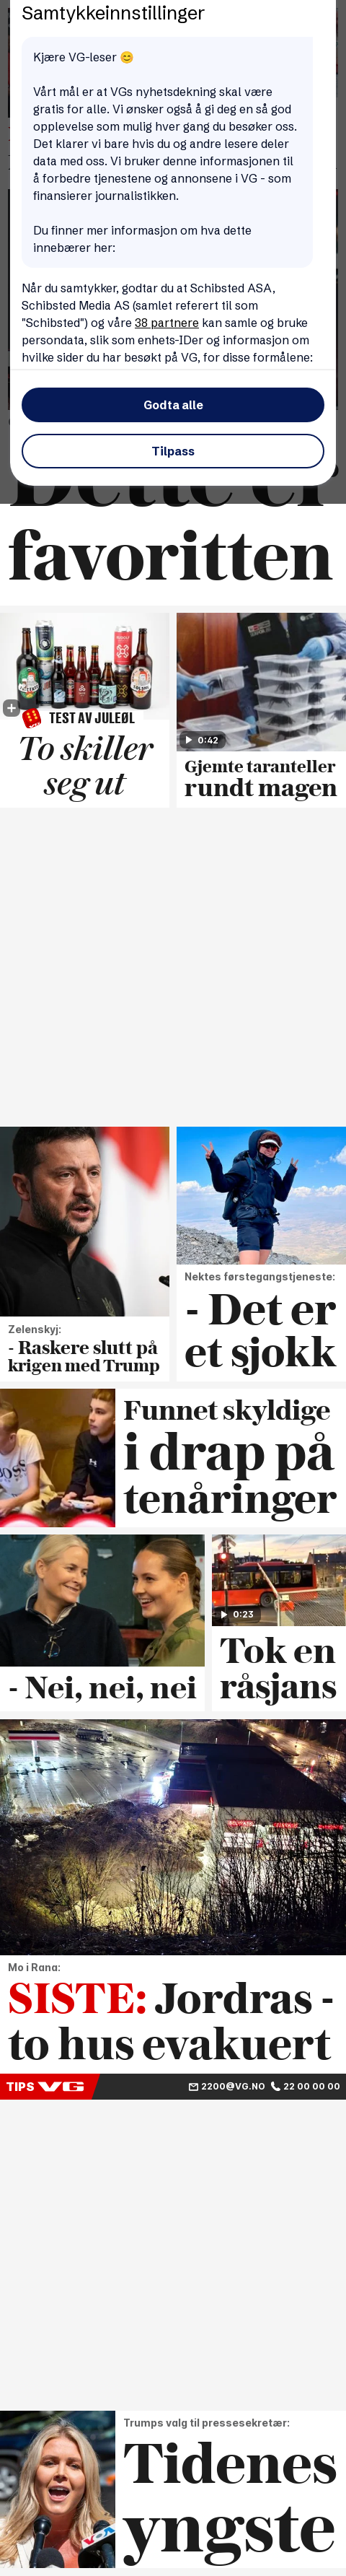 Samtykkeinnstillinger
Kjære VG-leser 😊
Vårt mål er at VGs nyhetsdekning skal være
gratis for alle. Vi ønsker også å gi deg en så god
opplevelse som mulig hver gang du besøker oss.
Det klarer vi bare hvis du og andre lesere deler
data med oss. Vi bruker denne informasjonen til
å forbedre tjenestene og annonsene i VG - som
finansierer journalistikken.
Du finner mer informasjon om hva dette
innebærer her:
Når du samtykker, godtar du at Schibsted ASA,
Schibsted Media AS (samlet referert til som
"Schibsted") og våre 38 partnere kan samle og bruke
persondata, slik som enhets-IDer og informasjon om
hvilke sider du har besøkt på VG, for disse formålene:
Godta alle
Tilpass
Dette er
favoritten
TEST AV JULEØL
To skiller
seg ut
0:42
Gjemte taranteller
rundt magen
Zelenskyj:
- Raskere slutt på
krigen med Trump
Nektes førstegangstjeneste:
- Det er
et sjokk
BOSS
Funnet skyldige
i drap på
tenåringer
- Nei, nei, nei
0:23
Tok en
råsjans
Mo i Rana:
SISTE: Jordras -
to hus evakuert
TIPS VG
2200@VG.NO
22 00 00 00
Trumps valg til pressesekretær:
Tidenes
yngste